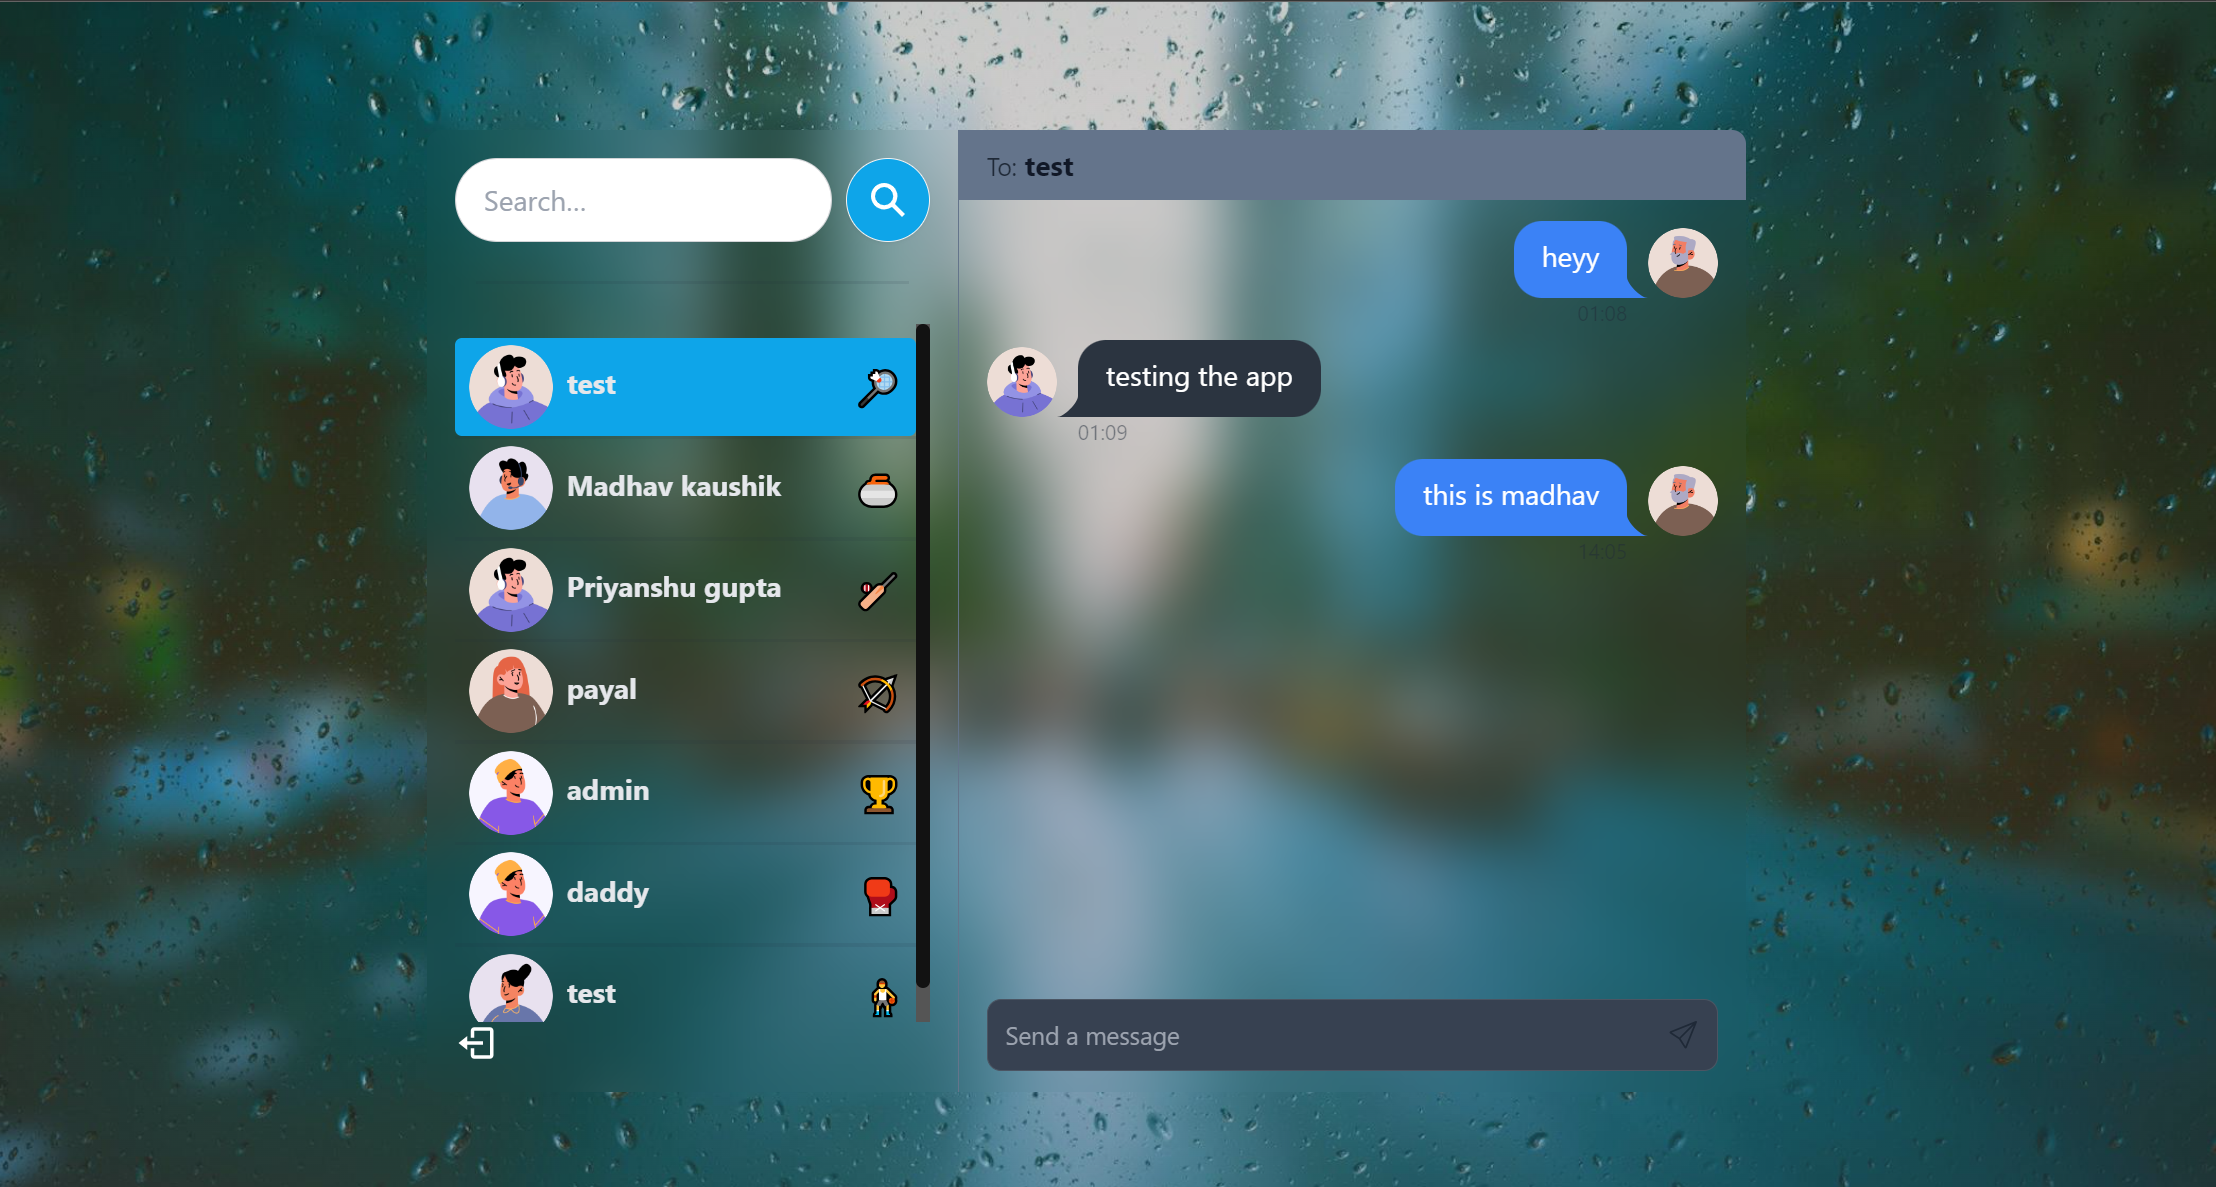 Search...
test
Madhav kaushik
Priyanshu gupta
payal
admin
daddy
test
To: test
heyy
01:08
testing the app
01:09
this is madhav
14:05
Send a message